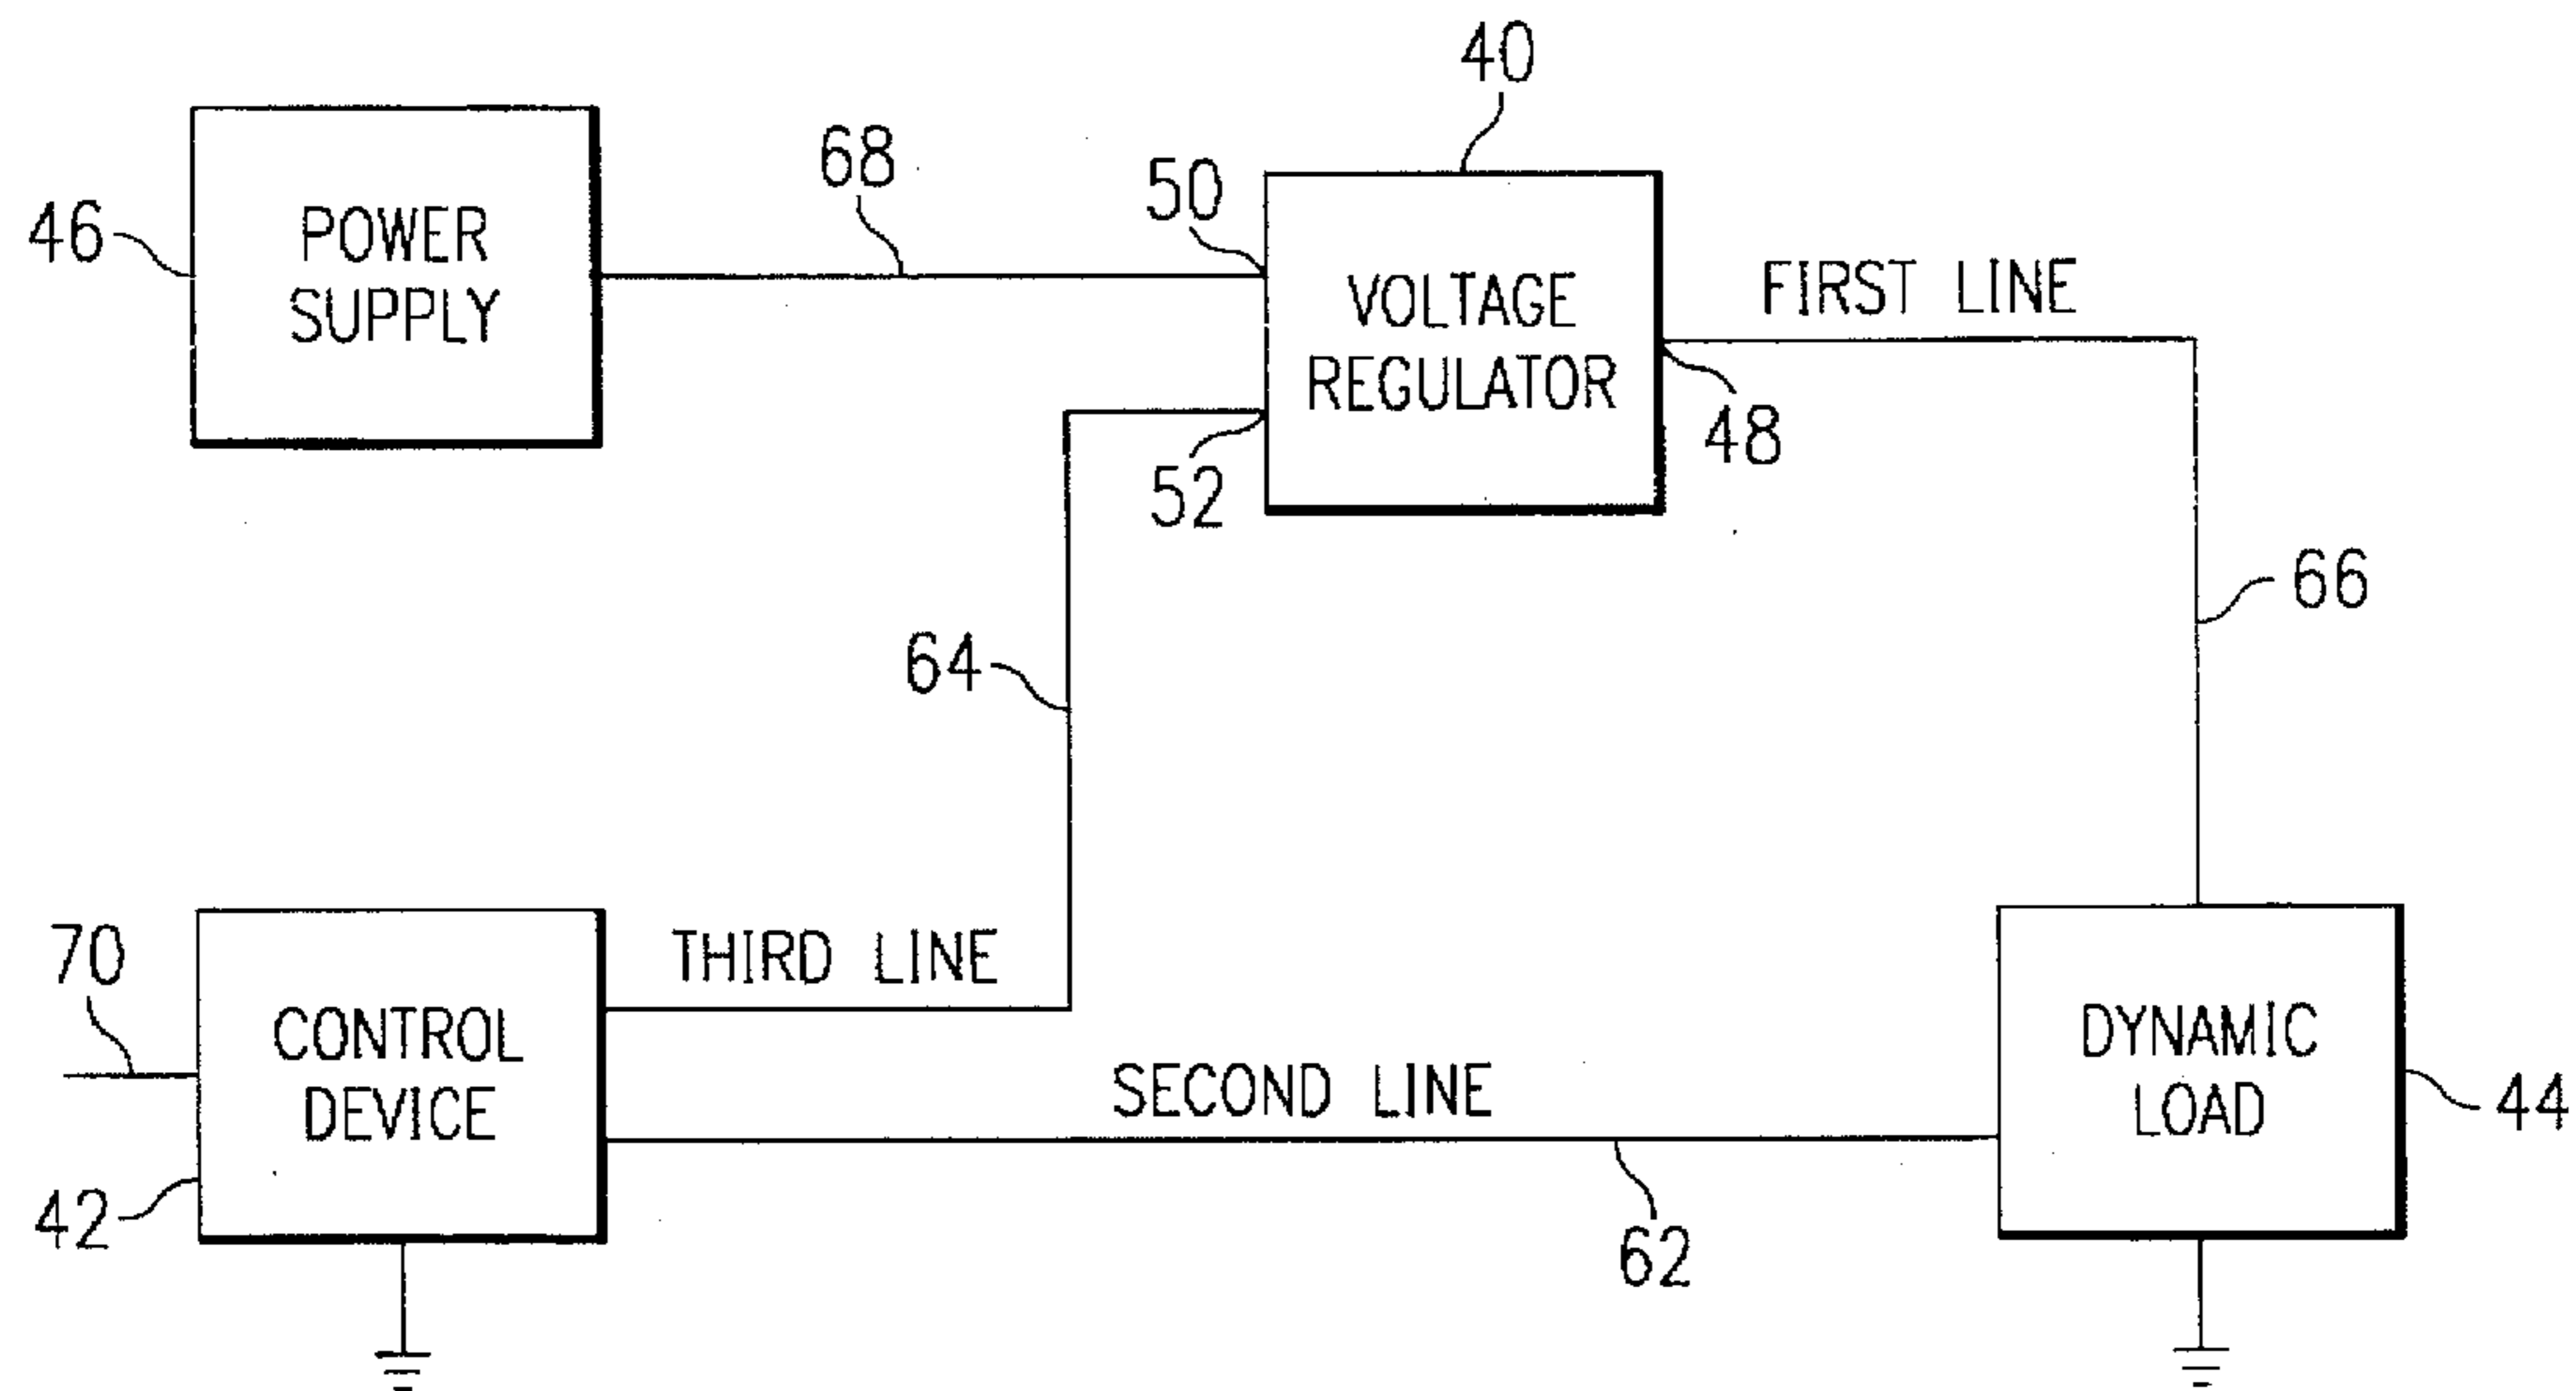 40
68
50
46
POWER
SUPPLY
VOLTAGE
REGULATOR
FIRST LINE
48
52
66
64
70
THIRD LINE
CONTROL
DEVICE
SECOND LINE
DYNAMIC
LOAD
44
42
62